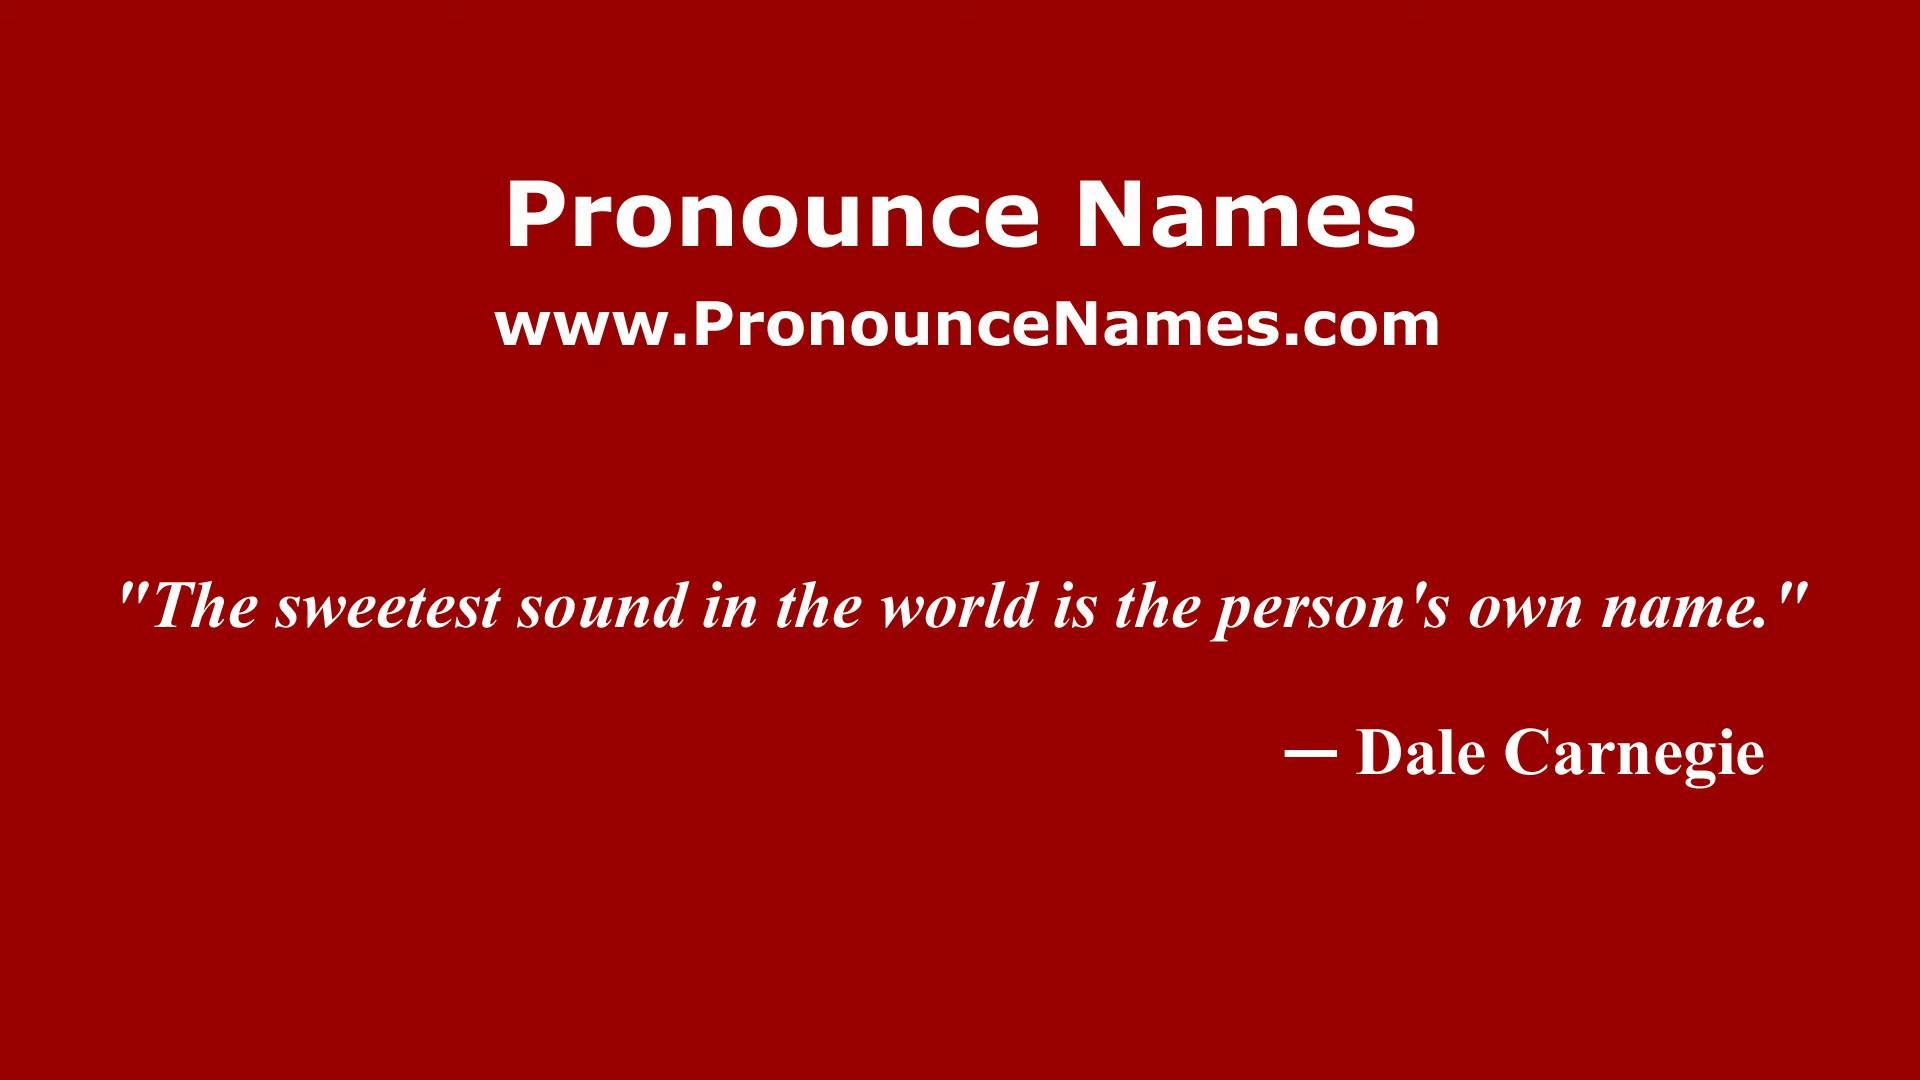 Pronounce Names
www.PronounceNames.com
"The sweetest sound in the world is the person's own name."
— Dale Carnegie